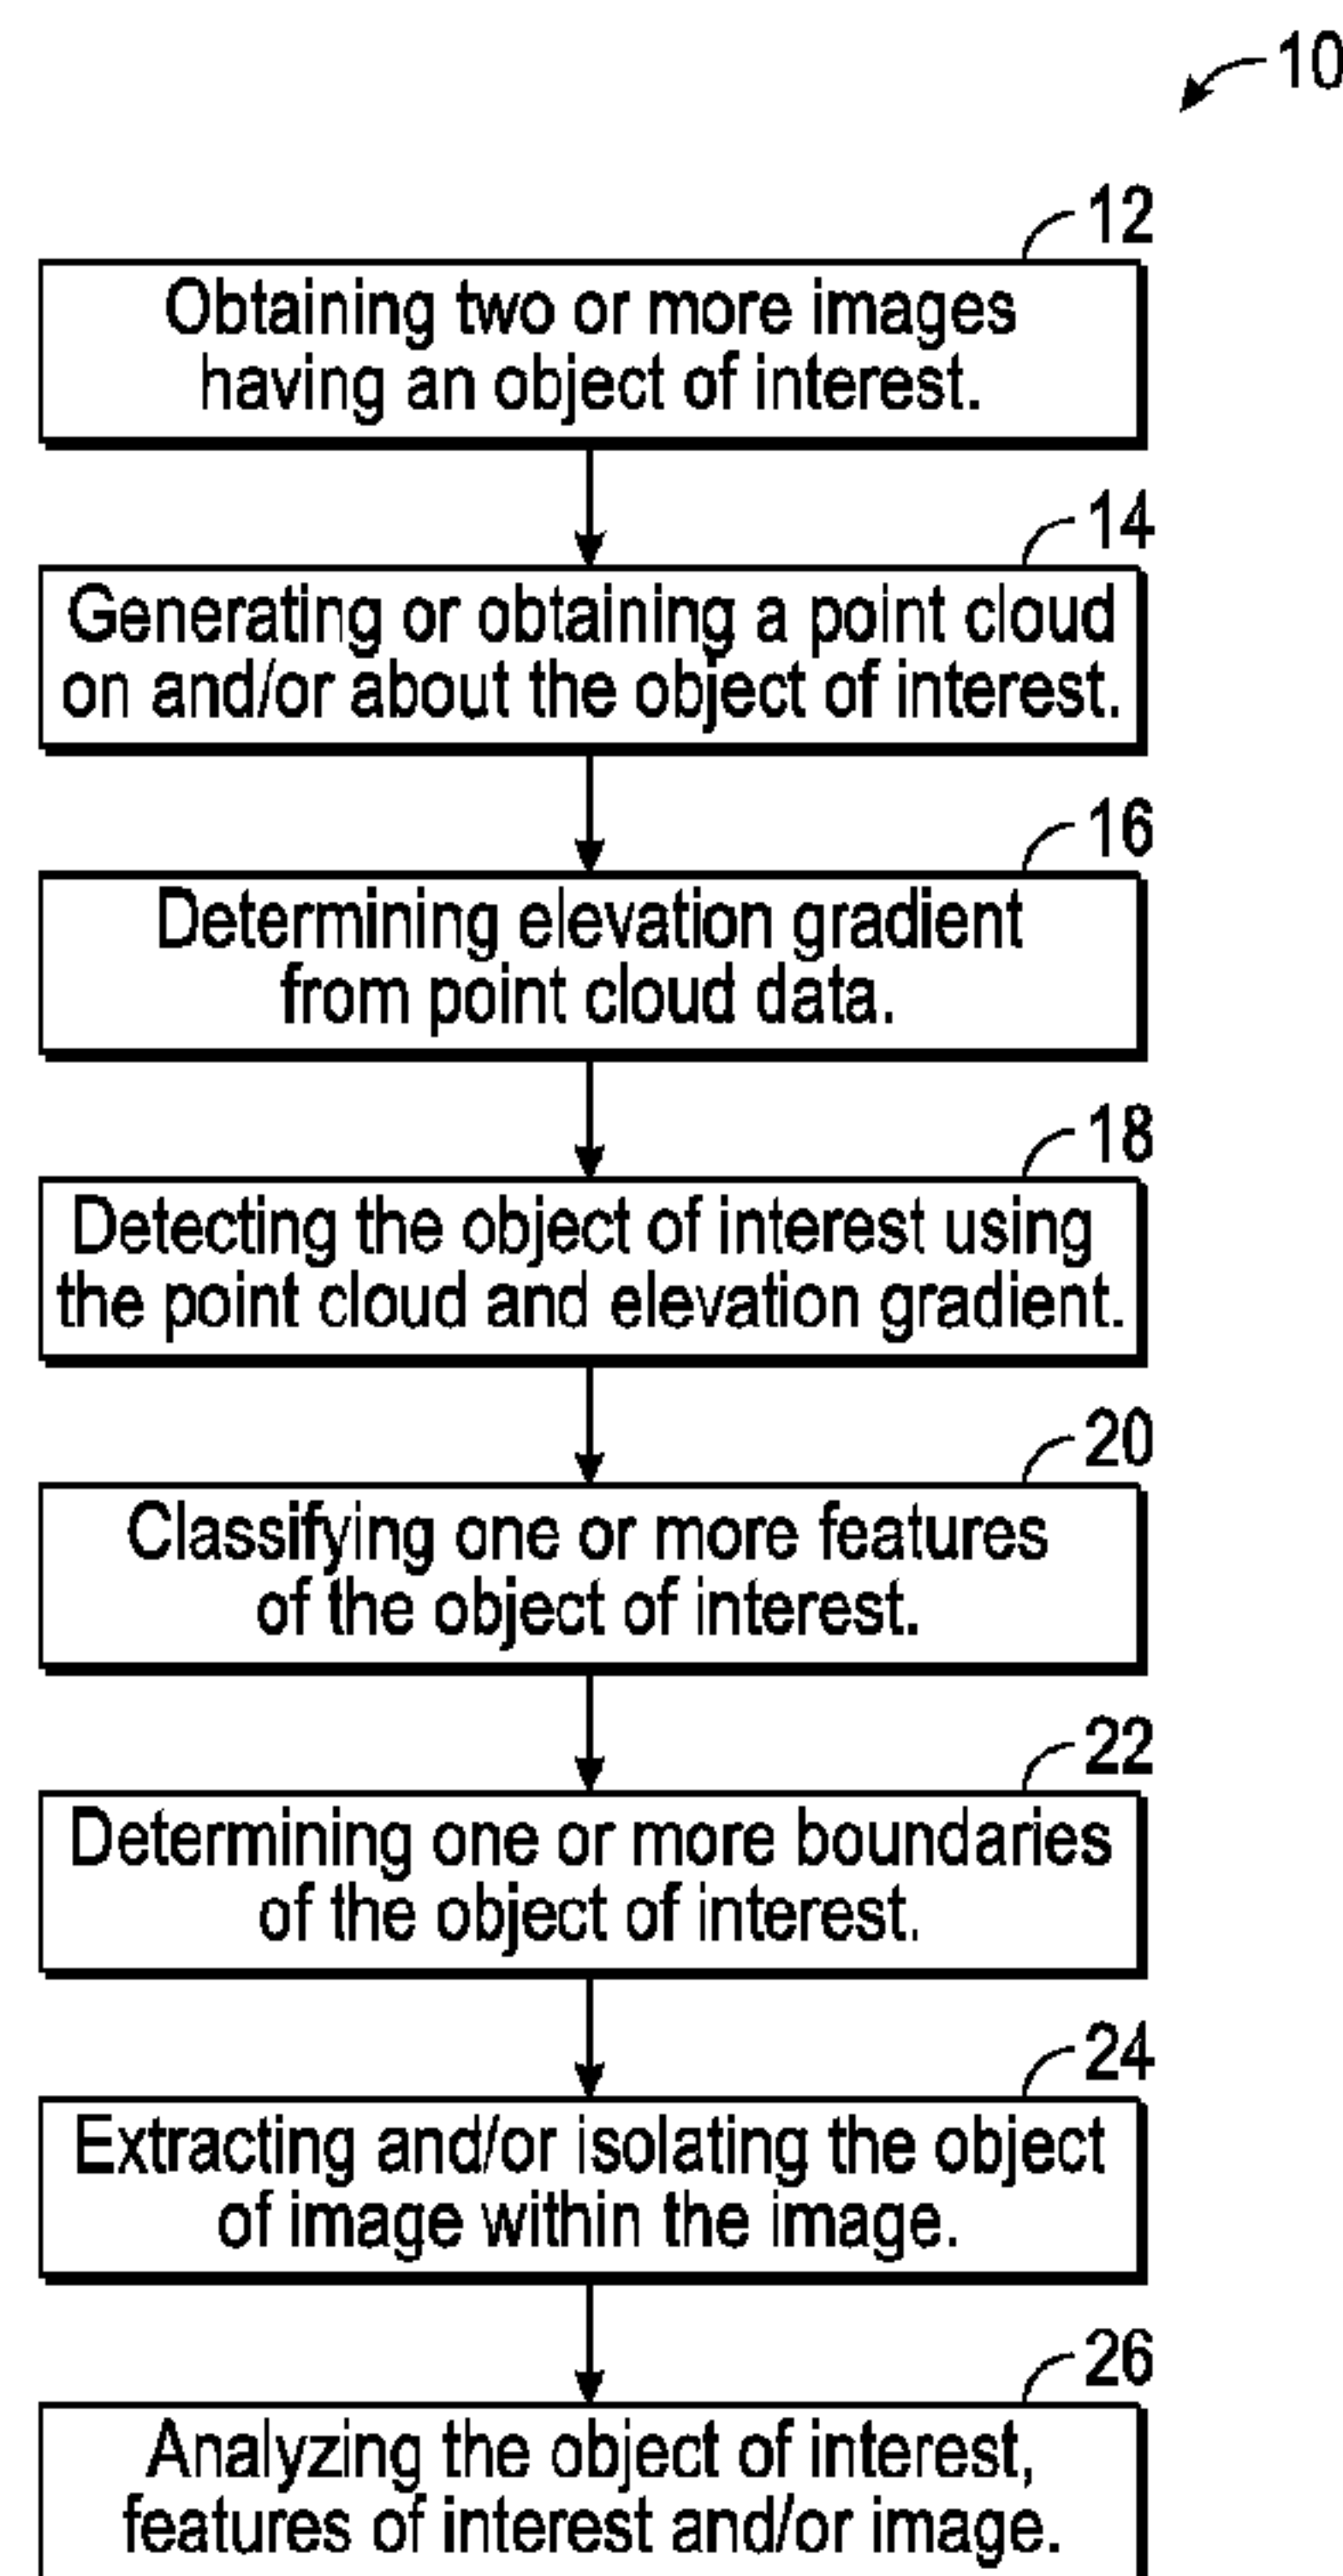 10
12
Obtaining two or more images
having an object of interest.
14
Generating or obtaining a point cloud
on and/or about the object of interest.
16
Determining elevation gradient
from point cloud data.
18
Detecting the object of interest using
the point cloud and elevation gradient.
20
Classifying one or more features
of the object of interest.
22
Determining one or more boundaries
of the object of interest.
24
Extracting and/or isolating the object
of image within the image.
26
Analyzing the object of interest,
features of interest and/or image.